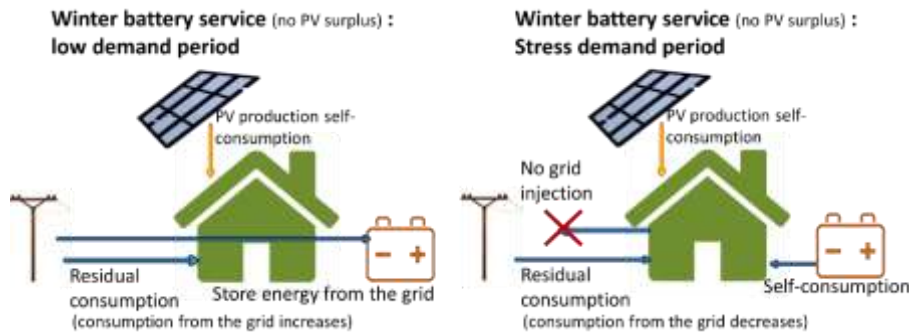 Winter battery service (no PV surplus) :
low demand period
PV production self-
consumption
Residual
consumption
(consumption from the grid increases)
Store energy from the grid
Winter battery service (no PV surplus) :
Stress demand period
PV production self-
consumption
No grid
injection
Residual
consumption
(consumption from the grid decreases)
Self-consumption